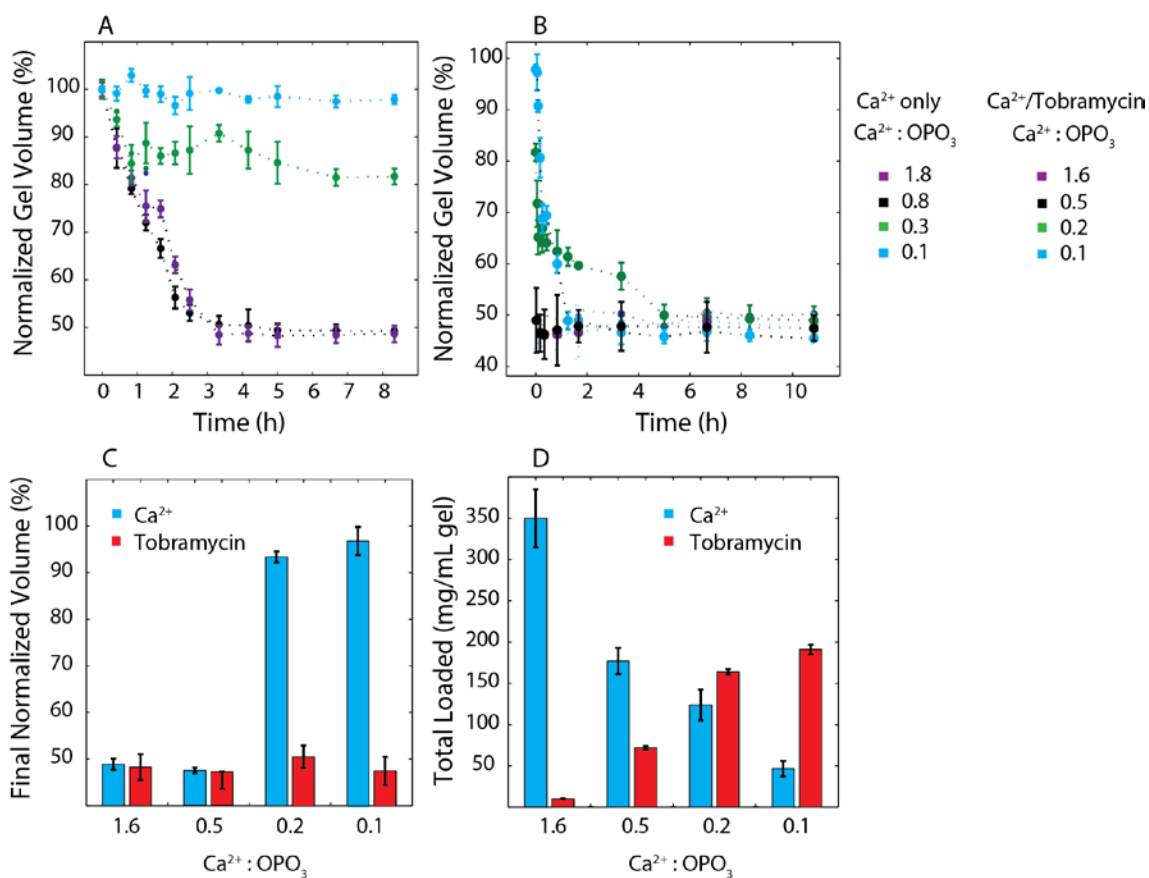 A
Normalized Gel Volume (%)
100
90
80
70
60
50
0 1 2 3 4 5 6 7 8
Time (h)
B
Normalized Gel Volume (%)
100
90
80
70
60
50
40
0 2 4 6 8 10
Time (h)
Ca²⁺ only
Ca²⁺ : OPO₃
1.8
0.8
0.3
0.1
Ca²⁺/Tobramycin
Ca²⁺ : OPO₃
1.6
0.5
0.2
0.1
C
Final Normalized Volume (%)
100
90
80
70
60
50
Ca²⁺
Tobramycin
1.6 0.5 0.2 0.1
Ca²⁺ : OPO₃
D
Total Loaded (mg/mL gel)
350
300
250
200
150
100
50
Ca²⁺
Tobramycin
1.6 0.5 0.2 0.1
Ca²⁺ : OPO₃